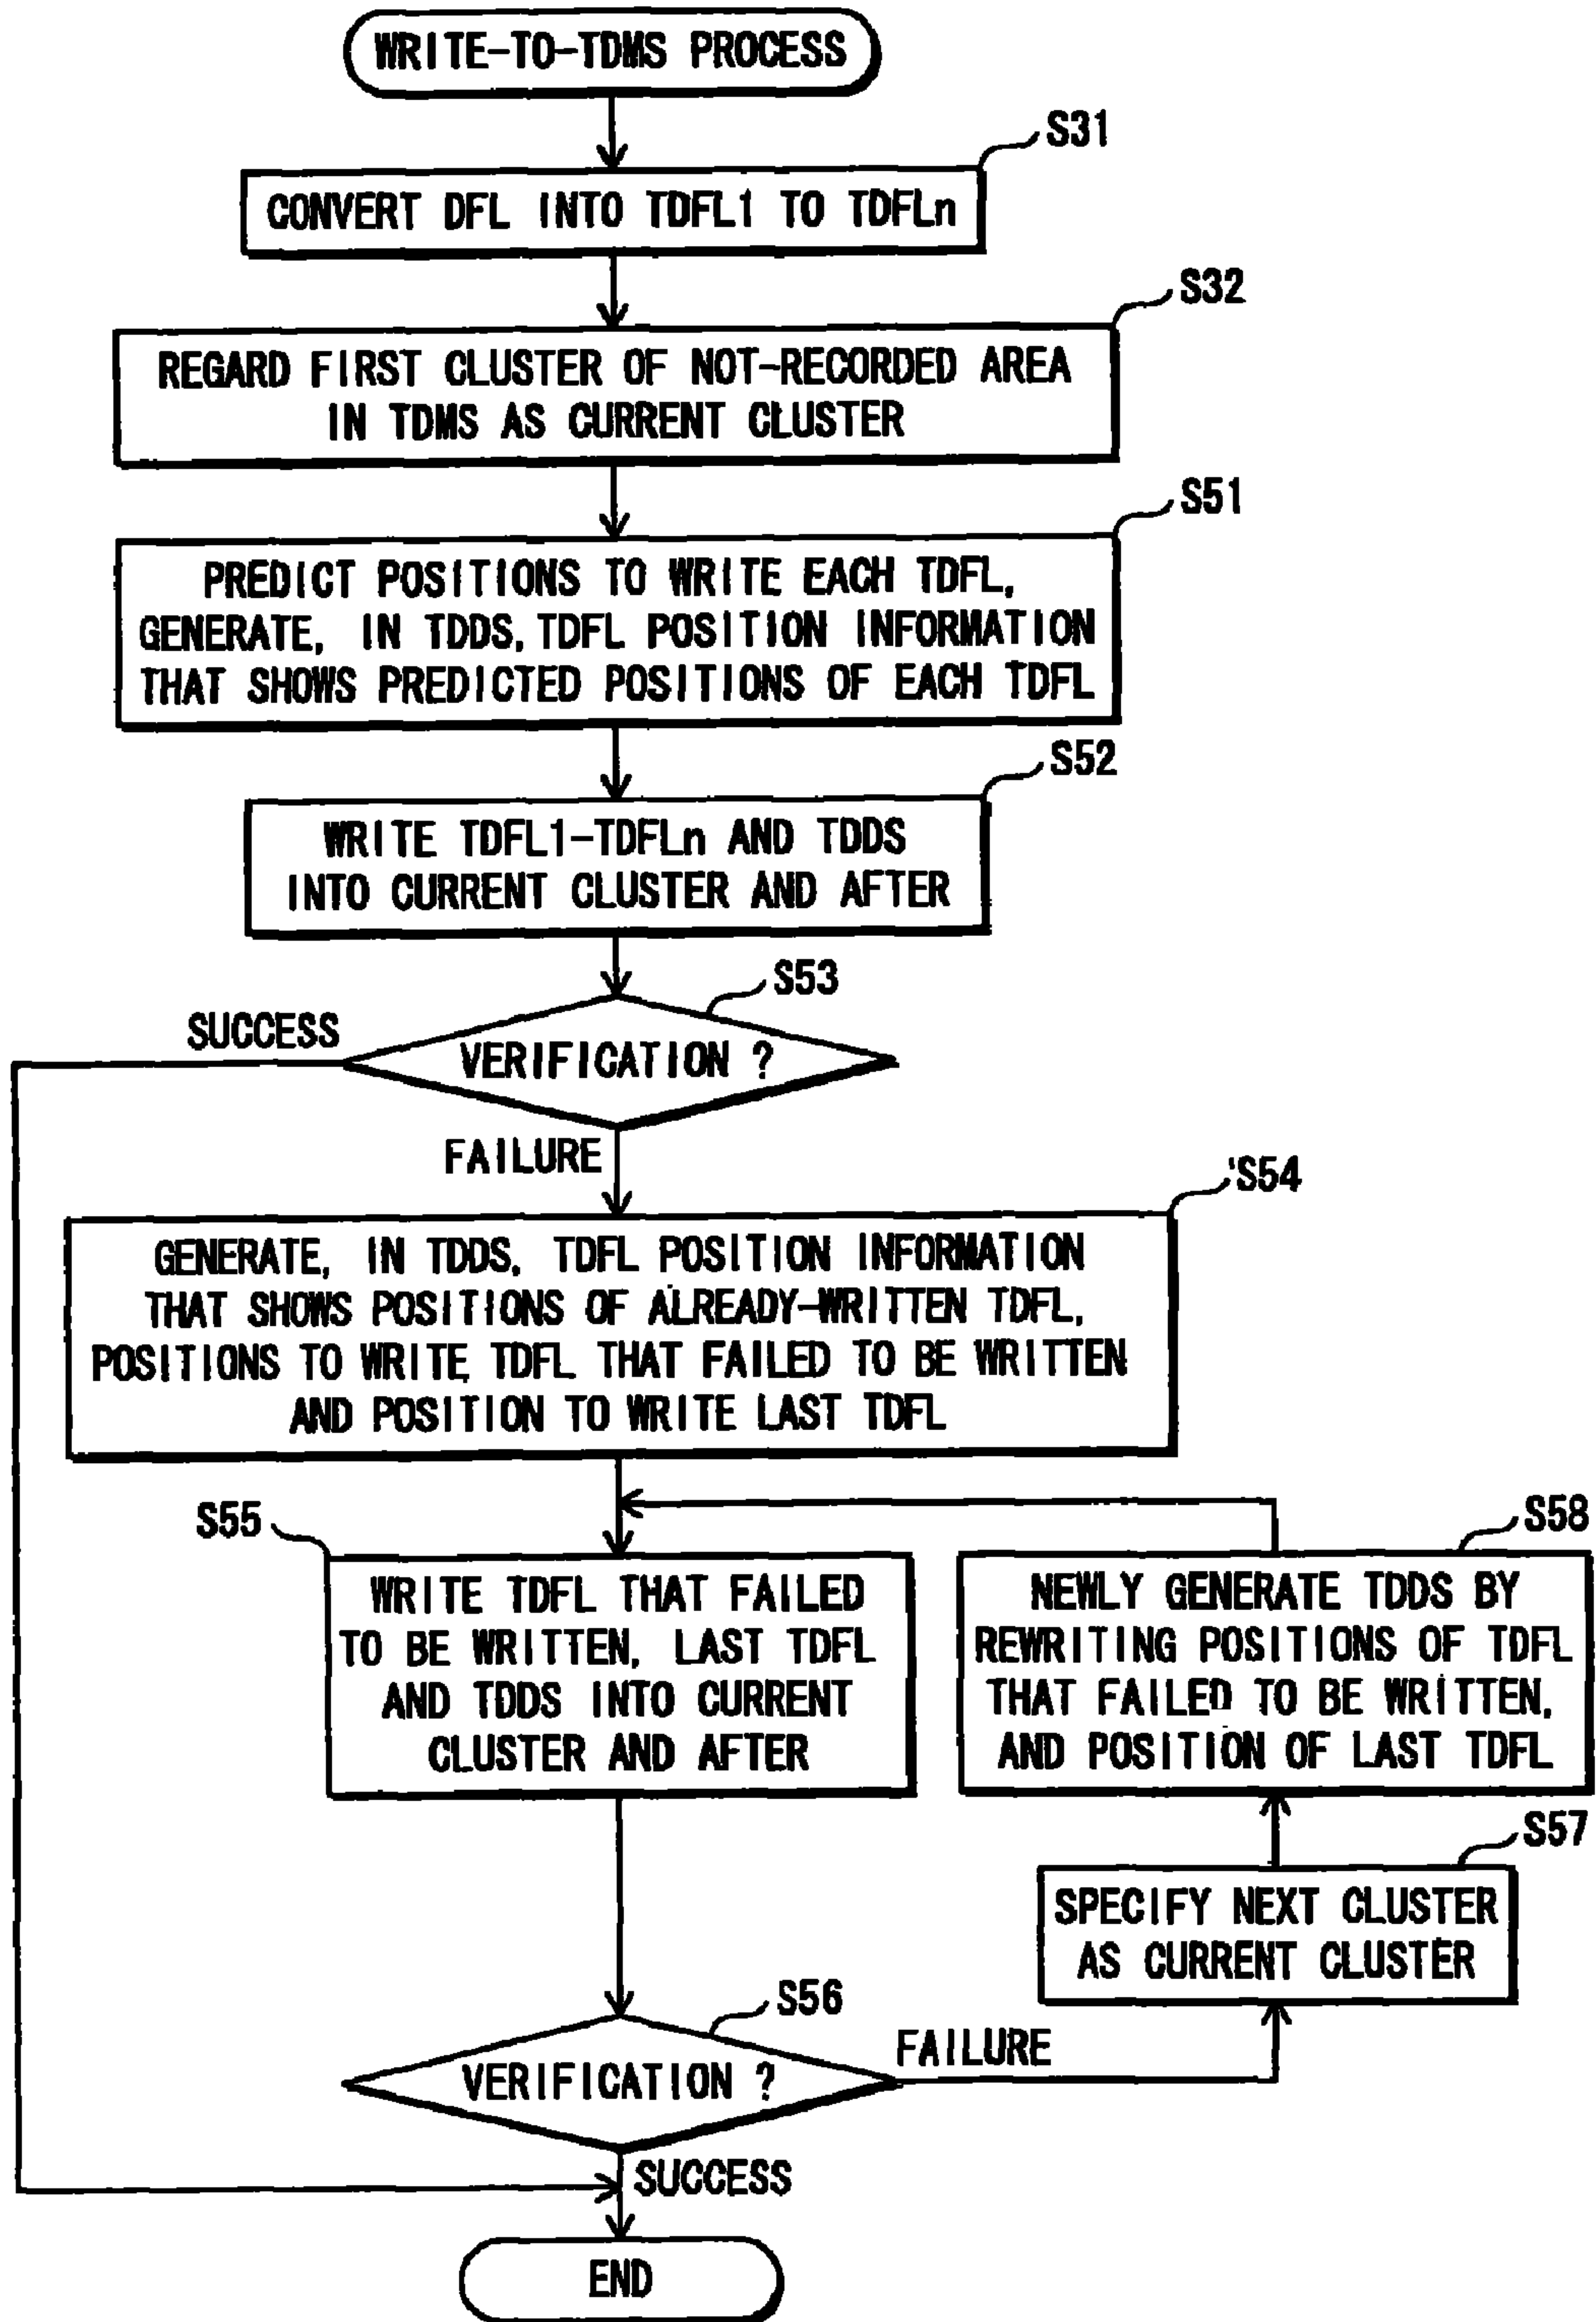 WRITE-TO-TDMS PROCESS
S31
CONVERT DFL INTO TDFL1 TO TDFLn
S32
REGARD FIRST CLUSTER OF NOT-RECORDED AREA
IN TDMS AS CURRENT CLUSTER
S51
PREDICT POSITIONS TO WRITE EACH TDFL,
GENERATE, IN TDDS, TDFL POSITION INFORMATION
THAT SHOWS PREDICTED POSITIONS OF EACH TDFL
S52
WRITE TDFL1-TDFLn AND TDDS
INTO CURRENT CLUSTER AND AFTER
S53
SUCCESS
VERIFICATION ?
FAILURE
S54
GENERATE, IN TDDS, TDFL POSITION INFORMATION
THAT SHOWS POSITIONS OF ALREADY-WRITTEN TDFL,
POSITIONS TO WRITE TDFL THAT FAILED TO BE WRITTEN
AND POSITION TO WRITE LAST TDFL
S55
WRITE TDFL THAT FAILED
TO BE WRITTEN, LAST TDFL
AND TDDS INTO CURRENT
CLUSTER AND AFTER
S58
NEWLY GENERATE TDDS BY
REWRITING POSITIONS OF TDFL
THAT FAILED TO BE WRITTEN,
AND POSITION OF LAST TDFL
S57
SPECIFY NEXT CLUSTER
AS CURRENT CLUSTER
S56
VERIFICATION ?
FAILURE
SUCCESS
END